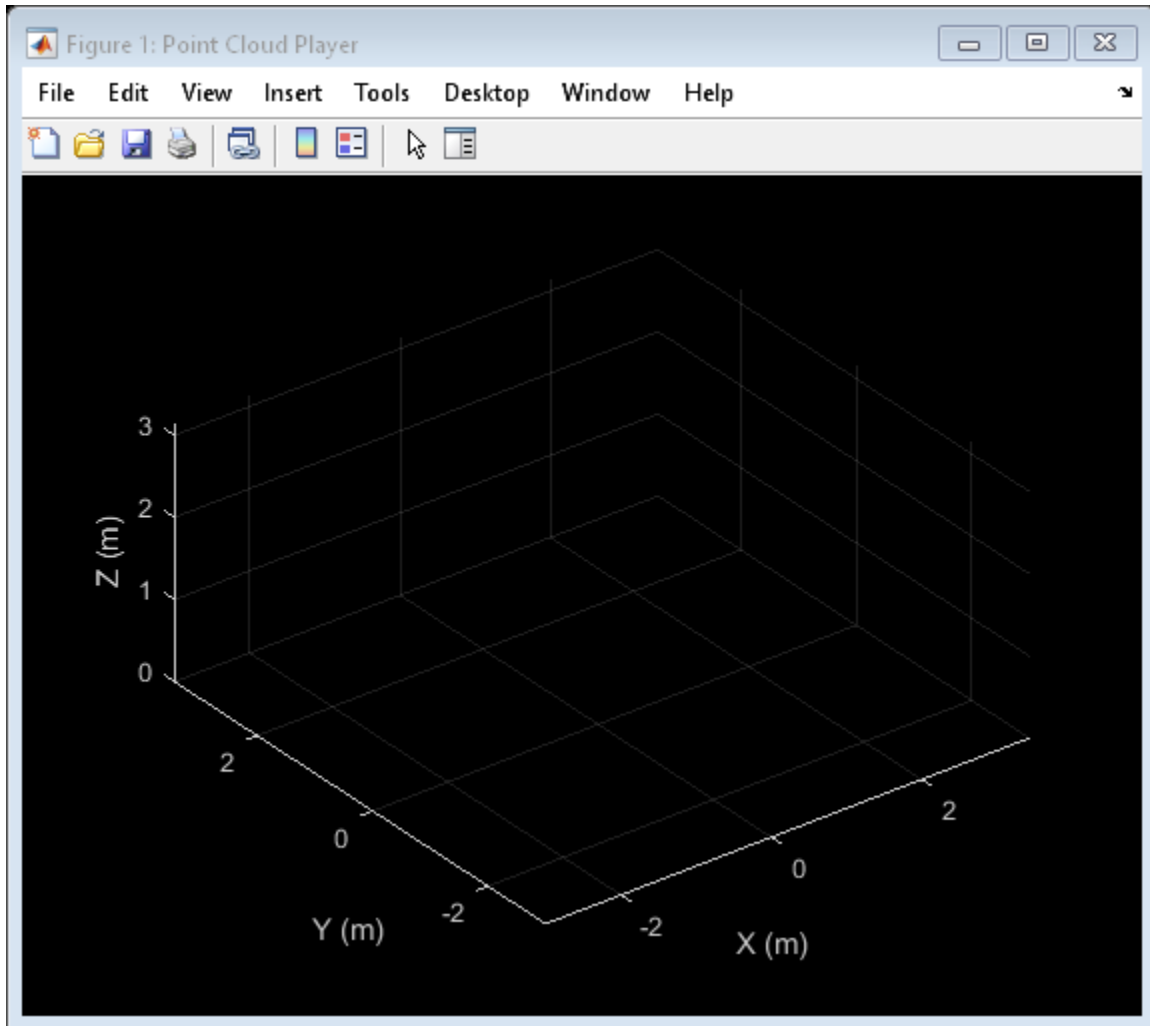 Figure 1: Point Cloud Player
File Edit View Insert Tools Desktop Window Help
3
2
1
0
Z (m)
2
0
-2
Y (m)
-2
0
2
X (m)